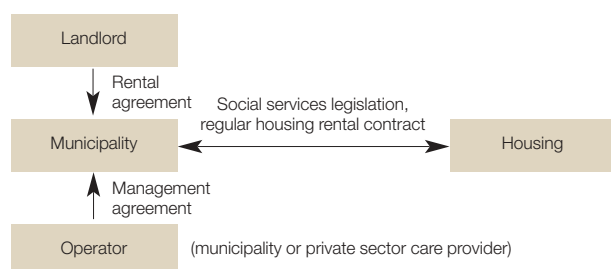 Landlord
Rental
agreement
Social services legislation,
regular housing rental contract
Municipality
Housing
Management
agreement
Operator
(municipality or private sector care provider)